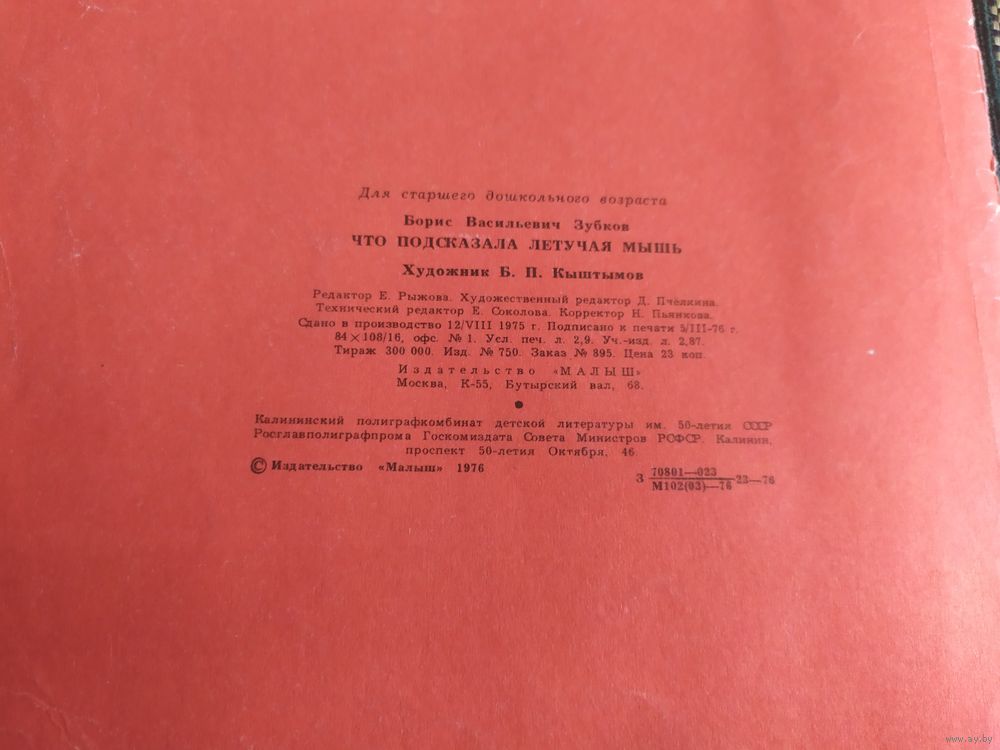 Для старшего дошкольного возраста
Борис Васильевич Зубков
ЧТО ПОДСКАЗАЛА ЛЕТУЧАЯ МЫШЬ
Художник Б. П. Кыштымов
Редактор Е. Рыжова. Художественный редактор Д. Пчёлкина.
Технический редактор Е. Соколова. Корректор Н. Пьянкова.
Сдано в производство 12/VIII 1975 г. Подписано к печати 5/III-76 г.
84×108/16, офс. № 1. Усл. печ. л. 2,9. Уч.-изд. л. 2,87.
Тираж 300 000. Изд. № 750. Заказ № 895. Цена 23 коп.
Издательство «МАЛЫШ»
Москва, К-55, Бутырский вал, 68.
●
Калининский полиграфкомбинат детской литературы им. 50-летия СССР
Росглавполиграфпрома Госкомиздата Совета Министров РСФСР. Калинин,
проспект 50-летия Октября, 46
© Издательство «Малыш» 1976
З 70801—023
М102(03)—76 23—76
www.ay.by